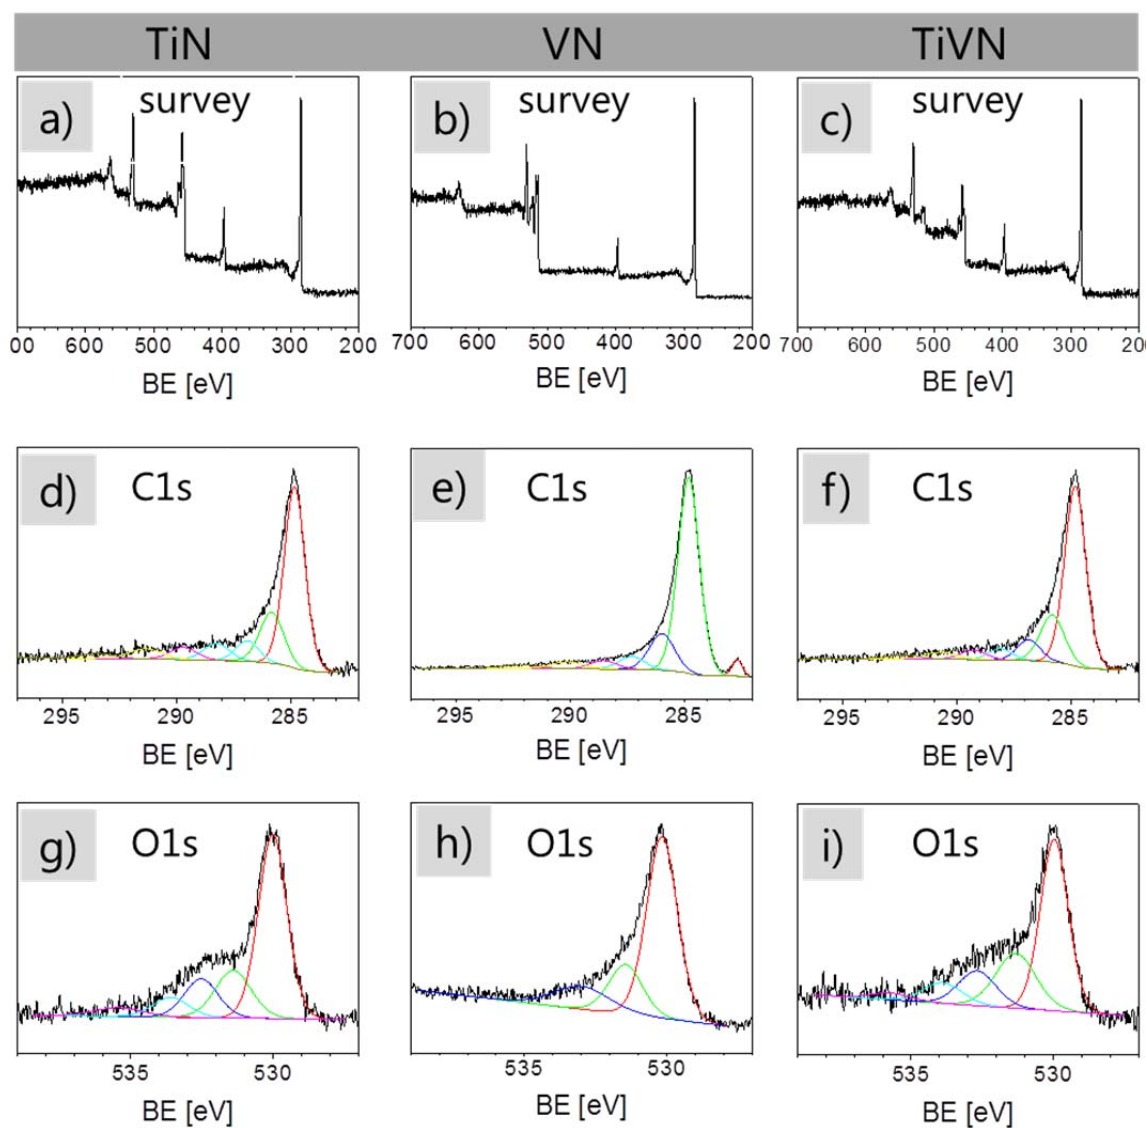 TiN VN TiVN
a) survey b) survey c) survey
00 600 500 400 300 200 700 600 500 400 300 200 700 600 500 400 300 200
BE [eV] BE [eV] BE [eV]
d) C1s e) C1s f) C1s
295 290 285 295 290 285 295 290 285
BE [eV] BE [eV] BE [eV]
g) O1s h) O1s i) O1s
535 530 535 530 535 530
BE [eV] BE [eV] BE [eV]